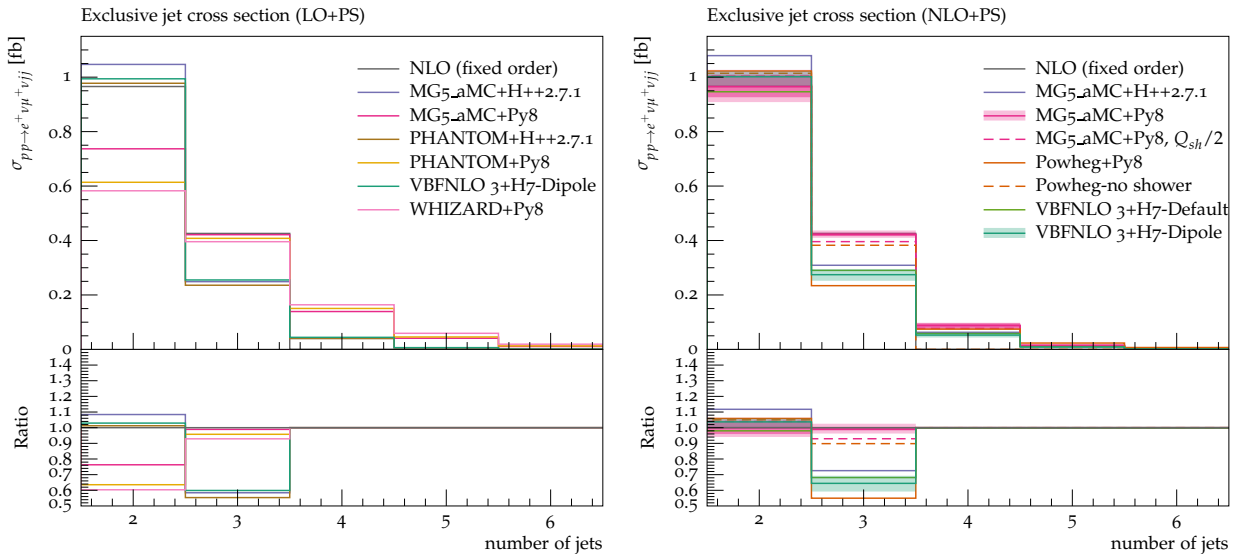 Exclusive jet cross section (LO+PS)
σ_{pp→e⁺νμ⁺νjj} [fb]
NLO (fixed order)
MG5_aMC+H++2.7.1
MG5_aMC+Py8
PHANTOM+H++2.7.1
PHANTOM+Py8
VBFNLO 3+H7-Dipole
WHIZARD+Py8
1
0.8
0.6
0.4
0.2
0
Ratio
1.4
1.3
1.2
1.1
1.0
0.9
0.8
0.7
0.6
0.5
2 3 4 5 6
number of jets
Exclusive jet cross section (NLO+PS)
σ_{pp→e⁺νμ⁺νjj} [fb]
NLO (fixed order)
MG5_aMC+H++2.7.1
MG5_aMC+Py8
MG5_aMC+Py8, Q_{sh}/2
Powheg+Py8
Powheg-no shower
VBFNLO 3+H7-Default
VBFNLO 3+H7-Dipole
1
0.8
0.6
0.4
0.2
0
Ratio
1.4
1.3
1.2
1.1
1.0
0.9
0.8
0.7
0.6
0.5
2 3 4 5 6
number of jets